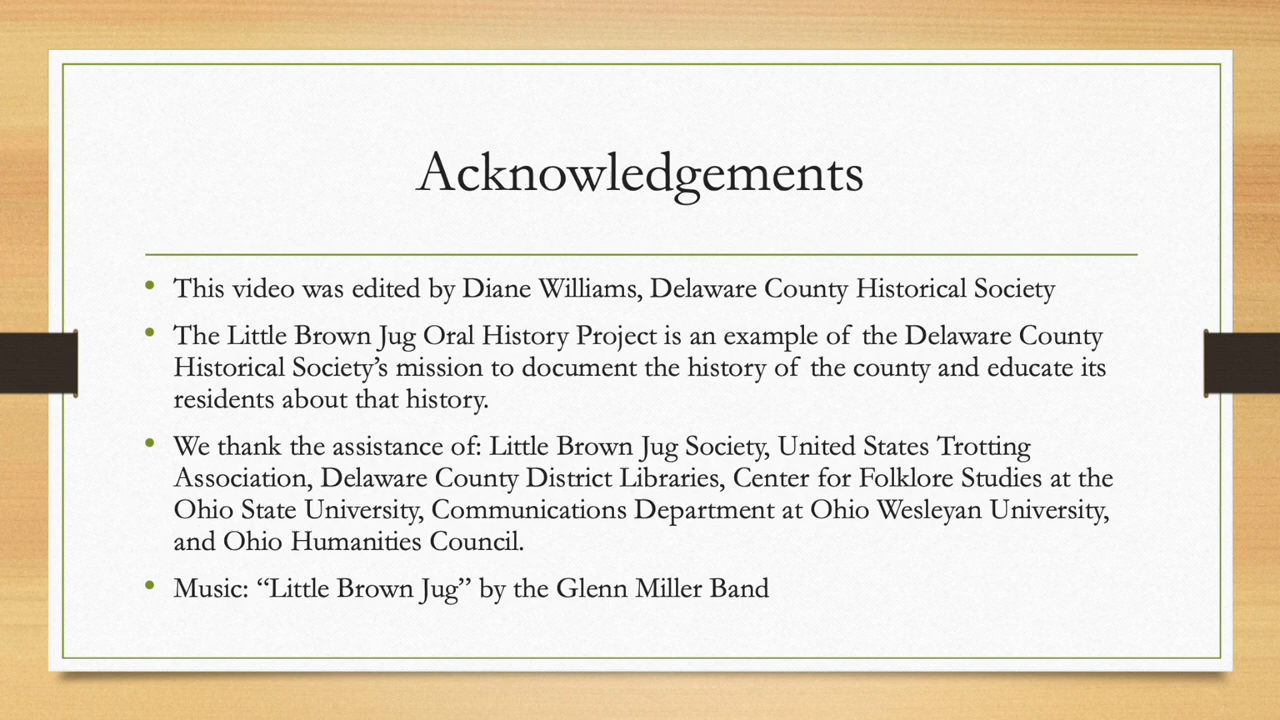 Acknowledgements
• This video was edited by Diane Williams, Delaware County Historical Society
• The Little Brown Jug Oral History Project is an example of the Delaware County
Historical Society’s mission to document the history of the county and educate its
residents about that history.
• We thank the assistance of: Little Brown Jug Society, United States Trotting
Association, Delaware County District Libraries, Center for Folklore Studies at the
Ohio State University, Communications Department at Ohio Wesleyan University,
and Ohio Humanities Council.
• Music: “Little Brown Jug” by the Glenn Miller Band